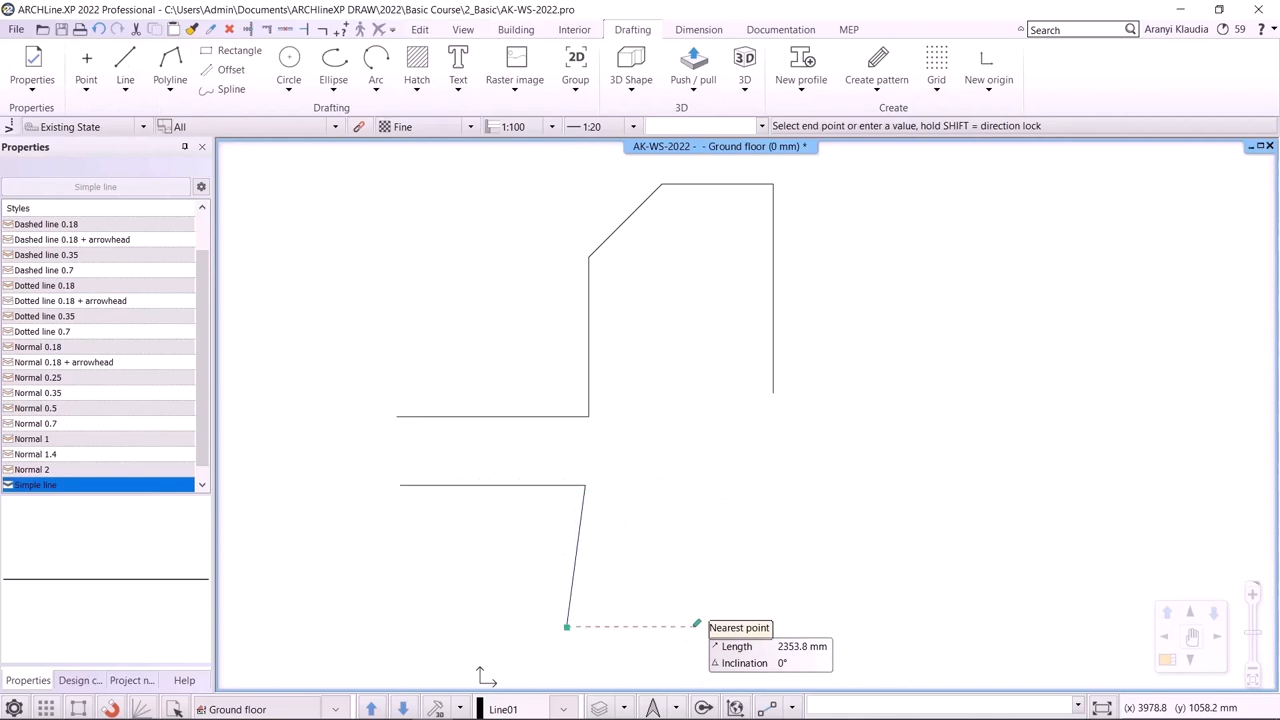 ARCHLine.XP 2022 Professional - C:\Users\Admin\Documents\ARCHlineXP DRAW\2022\Basic Course\2_Basic\AK-WS-2022.pro
File
Edit
View
Building
Interior
Drafting
Dimension
Documentation
MEP
Search
Aranyi Klaudia
59
?
Properties
Point
Line
Polyline
Rectangle
Offset
Spline
Circle
Ellipse
Arc
Hatch
Text
Raster image
2D
Group
3D Shape
Push / pull
3D
3D
New profile
Create pattern
Grid
New origin
Properties
Drafting
3D
Create
Existing State
All
Fine
1:100
1:20
Select end point or enter a value, hold SHIFT = direction lock
Properties
AK-WS-2022 - - Ground floor (0 mm) *
Simple line
Styles
Dashed line 0.18
Dashed line 0.18 + arrowhead
Dashed line 0.35
Dashed line 0.7
Dotted line 0.18
Dotted line 0.18 + arrowhead
Dotted line 0.35
Dotted line 0.7
Normal 0.18
Normal 0.18 + arrowhead
Normal 0.25
Normal 0.35
Normal 0.5
Normal 0.7
Normal 1
Normal 1.4
Normal 2
Simple line
Nearest point
Length 2353.8 mm
Inclination 0°
Properties
Design c...
Project n...
Help
Ground floor
Line01
(x) 3978.8 (y) 1058.2 mm